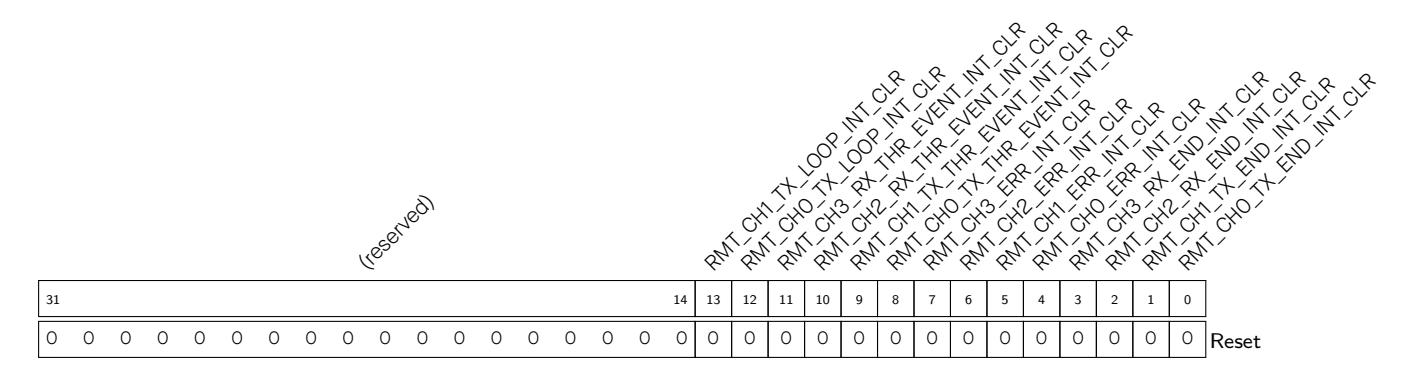 (reserved)
RMT_CH1_TX_LOOP_INT_CLR
RMT_CH0_TX_LOOP_INT_CLR
RMT_CH3_RX_THR_EVENT_INT_CLR
RMT_CH2_RX_THR_EVENT_INT_CLR
RMT_CH1_TX_THR_EVENT_INT_CLR
RMT_CH0_TX_THR_EVENT_INT_CLR
RMT_CH3_ERR_INT_CLR
RMT_CH2_ERR_INT_CLR
RMT_CH1_ERR_INT_CLR
RMT_CH0_ERR_INT_CLR
RMT_CH3_RX_END_INT_CLR
RMT_CH2_RX_END_INT_CLR
RMT_CH1_TX_END_INT_CLR
RMT_CH0_TX_END_INT_CLR
31 14 13 12 11 10 9 8 7 6 5 4 3 2 1 0
0 0 0 0 0 0 0 0 0 0 0 0 0 0 0 0 0 0 0 0 0 0 0 0 0 0 0 0 0 0 0 0 Reset